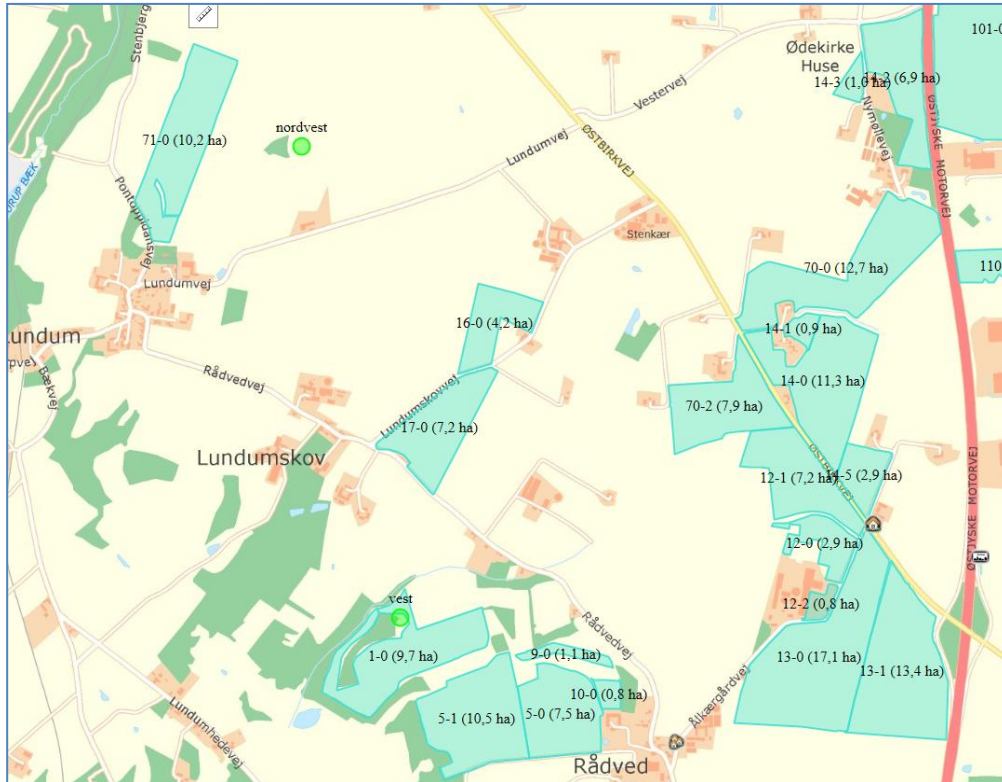 Stenbjerg
101-0
Ødekirke
Huse
14-3 (1,0 ha)
14-2 (6,9 ha)
Vestervej
Nymøllevej
ØSTJYSKE MOTORVEJ
71-0 (10,2 ha)
nordvest
Lundumvej
ØSTBIRKVEJ
Pontoppidansvej
Stenkær
70-0 (12,7 ha)
110
Lundumvej
16-0 (4,2 ha)
14-1 (0,9 ha)
Lundum
Bækvej
Rådvedvej
14-0 (11,3 ha)
Lundumskovvej
70-2 (7,9 ha)
17-0 (7,2 ha)
Lundumskov
ØSTBIRKVEJ
12-1 (7,2 ha)
14-5 (2,9 ha)
12-0 (2,9 ha)
ØSTJYSKE MOTORVEJ
vest
12-2 (0,8 ha)
Rådvedvej
1-0 (9,7 ha)
9-0 (1,1 ha)
13-0 (17,1 ha)
13-1 (13,4 ha)
10-0 (0,8 ha)
5-1 (10,5 ha)
5-0 (7,5 ha)
Ålkærgårdvej
Lundumhedevej
Rådved